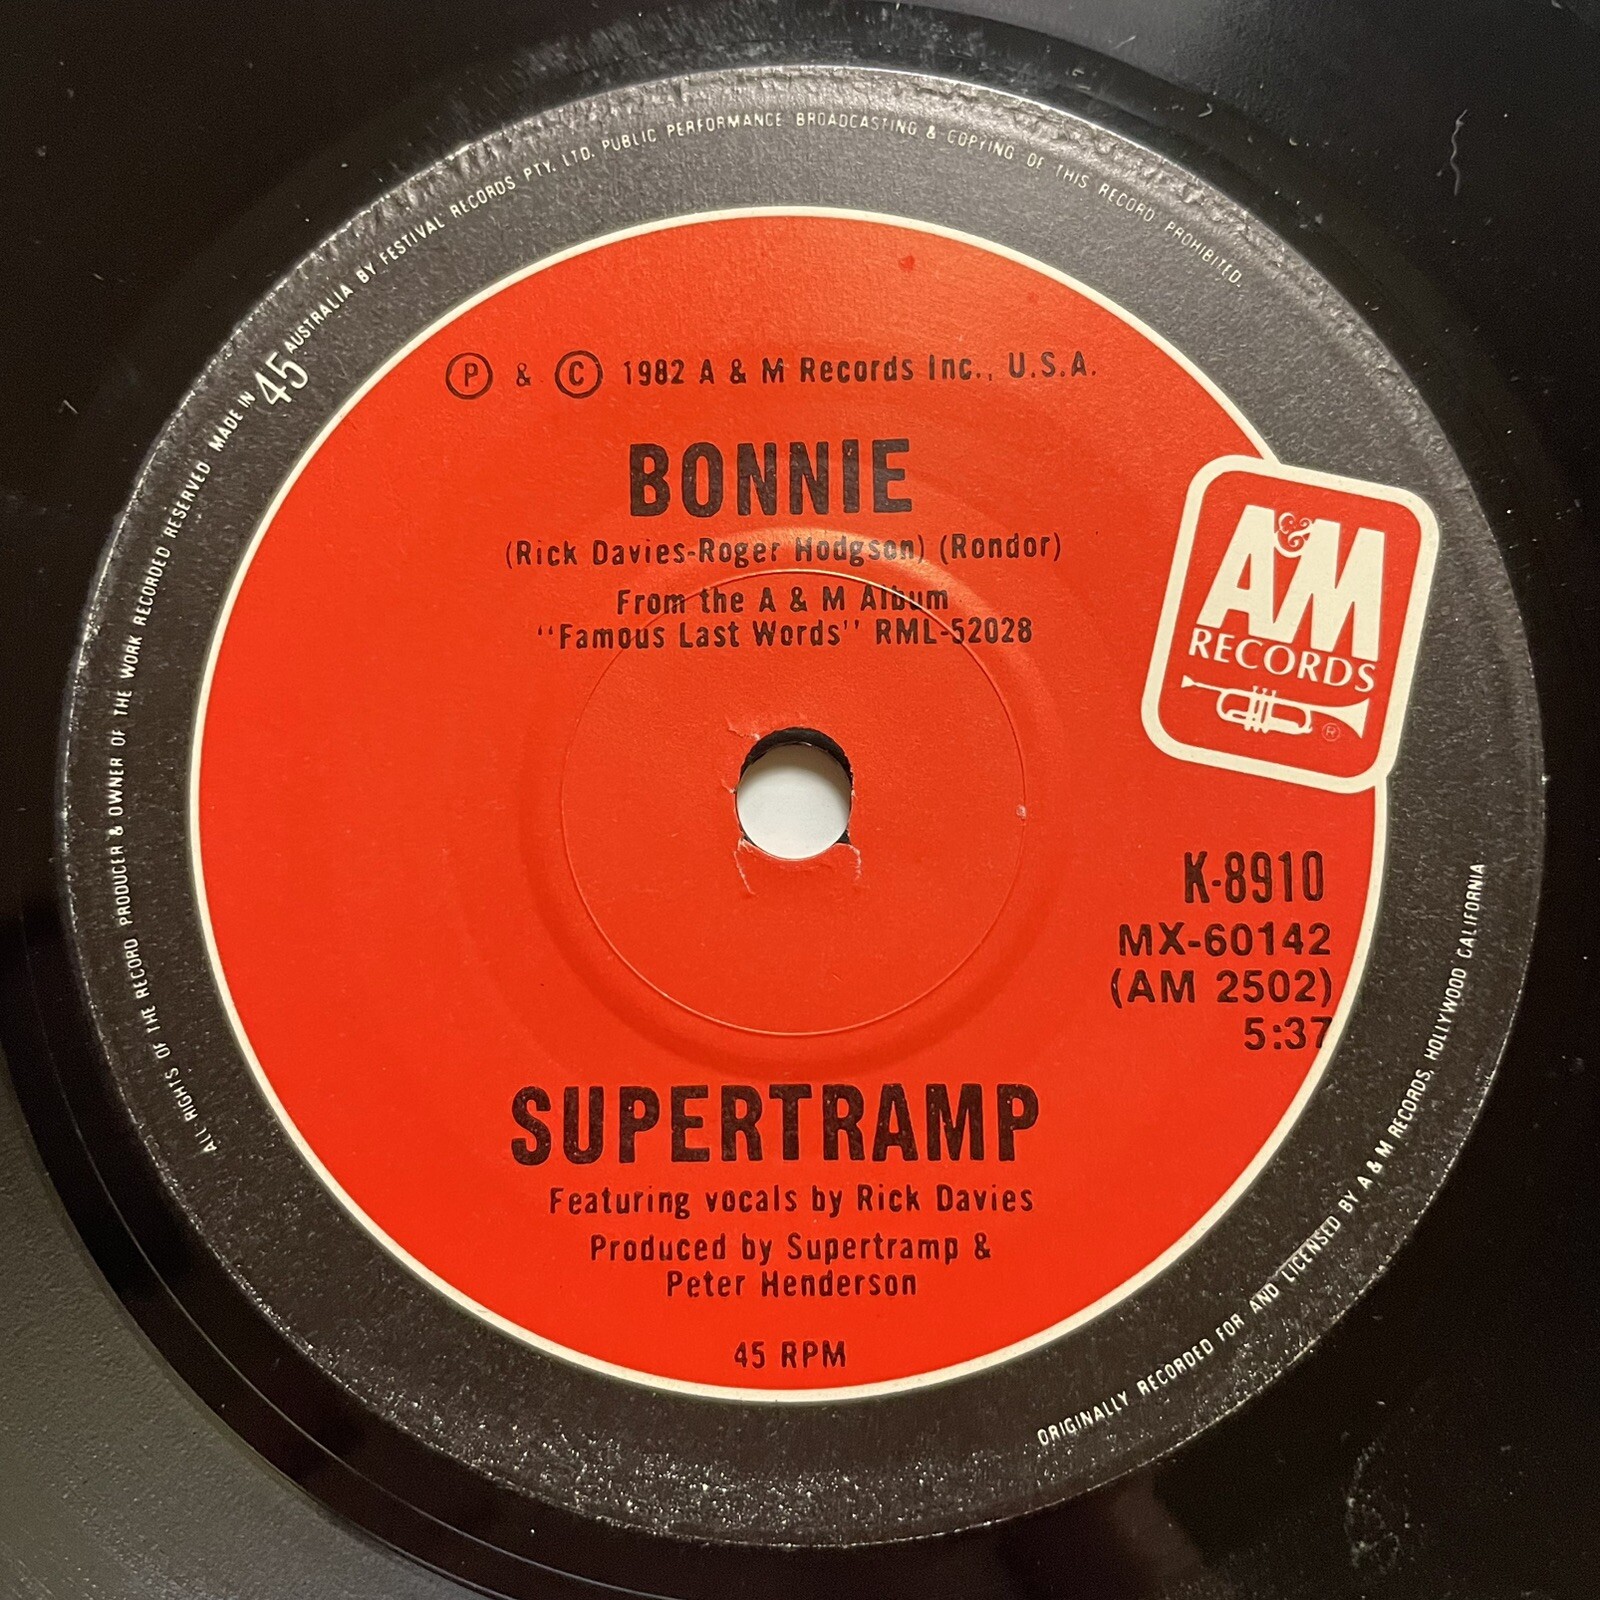 ALL RIGHTS OF THE RECORD PRODUCER & OWNER OF THE WORK RECORDED RESERVED MADE IN 45 AUSTRALIA BY FESTIVAL RECORDS PTY. LTD. PUBLIC PERFORMANCE BROADCASTING & COPYING OF THIS RECORD PROHIBITED.
Ⓟ & © 1982 A & M Records Inc., U.S.A.
BONNIE
(Rick Davies-Roger Hodgson) (Rondor)
From the A & M Album
“Famous Last Words” RML-52028
A&M
RECORDS
®
K-8910
MX-60142
(AM 2502)
5:37
SUPERTRAMP
Featuring vocals by Rick Davies
Produced by Supertramp &
Peter Henderson
45 RPM
ORIGINALLY RECORDED FOR AND LICENSED BY A & M RECORDS, HOLLYWOOD CALIFORNIA